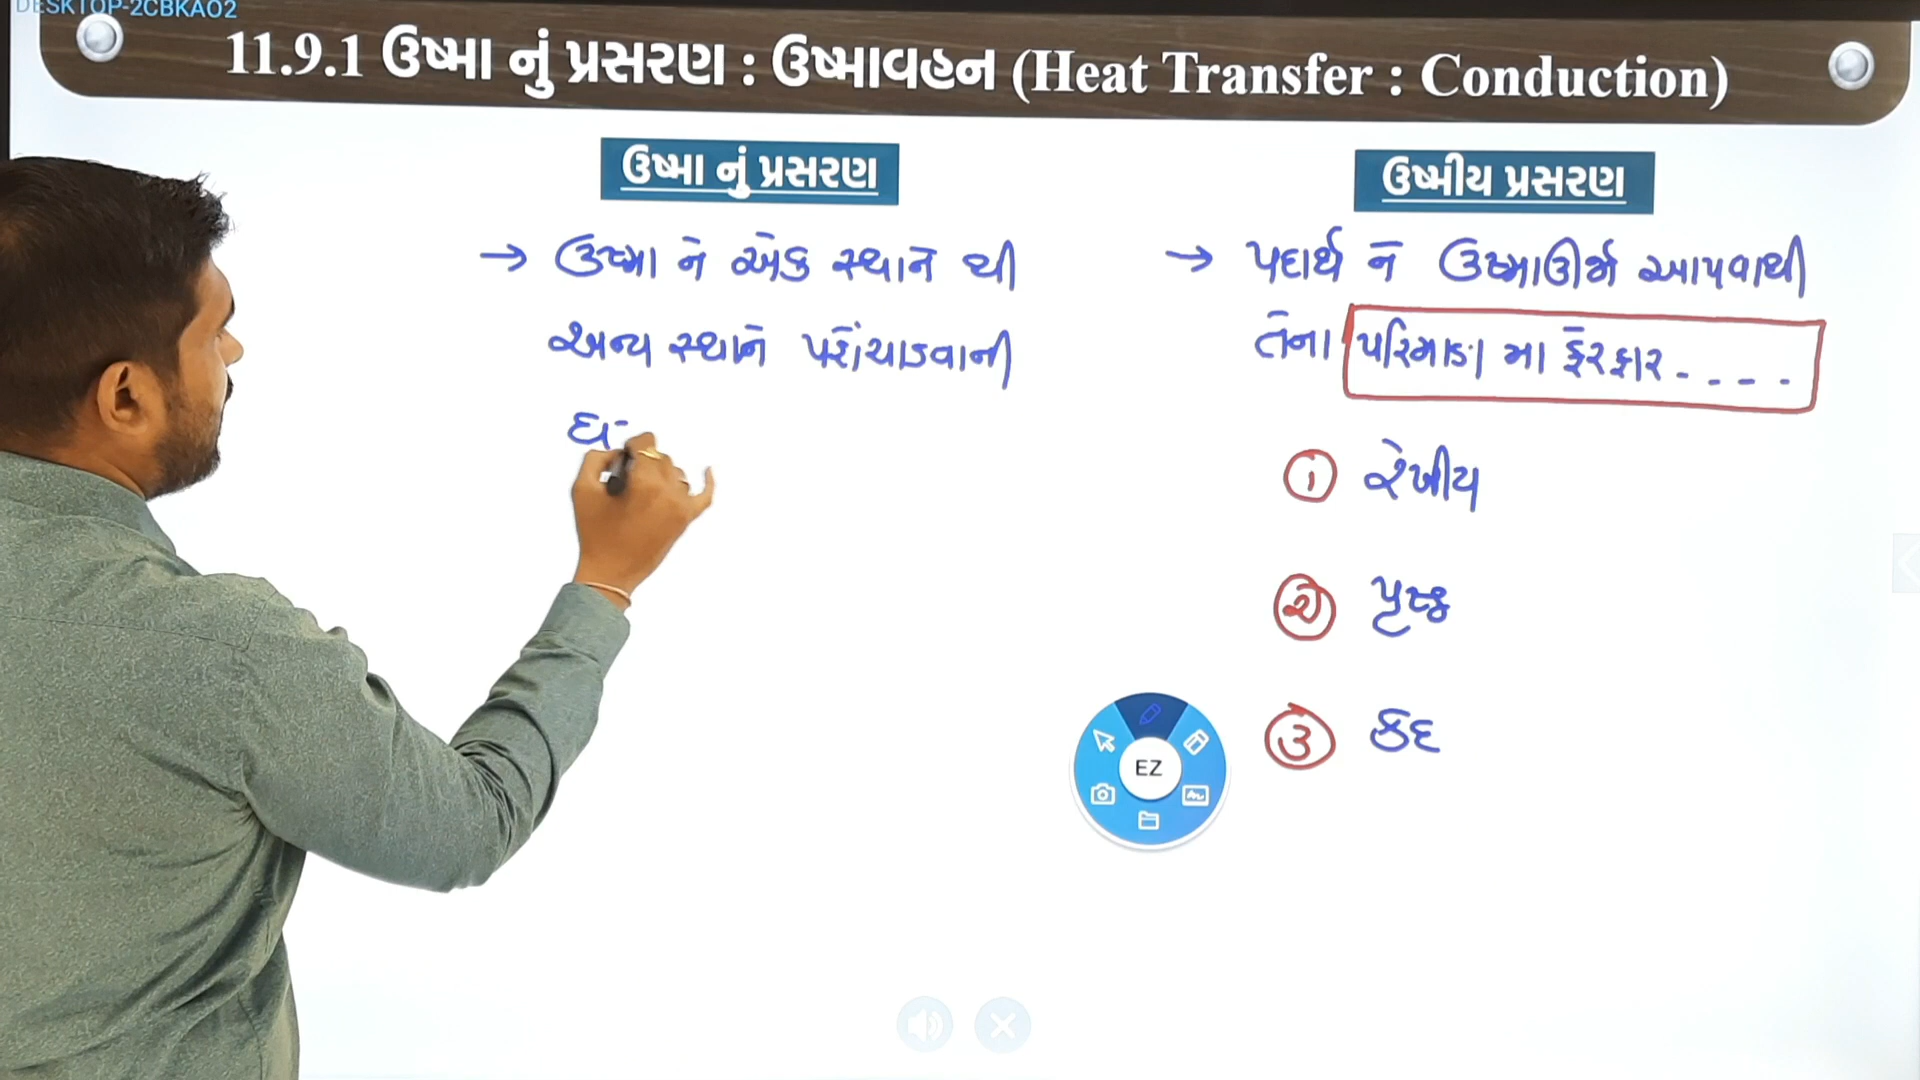 DESKTOP-2CBKAO2
11.9.1 ઉષ્મા નું પ્રસરણ : ઉષ્માવહન (Heat Transfer : Conduction)
ઉષ્મા નું પ્રસરણ
→ ઉષ્મા ને એક સ્થાને થી
અન્ય સ્થાને પહોંચાડવાની
ઘ
ઉષ્મીય પ્રસરણ
→ પદાર્થ ને ઉષ્માઊર્જા આપવાથી
તેના પરિમાણ મા ફેરફાર - - - -
① રેખીય
② પૃષ્ઠ
③ કદ
EZ